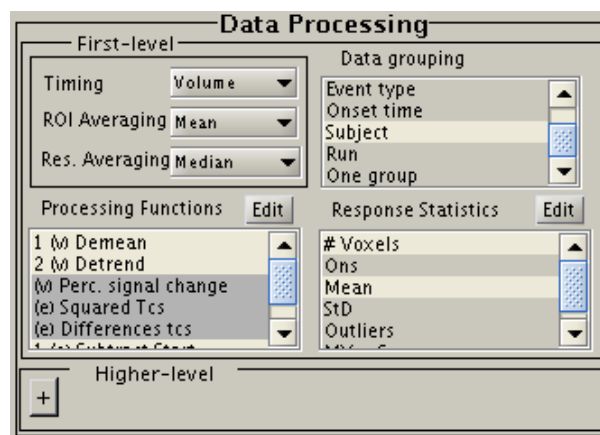 Data Processing
First-level
Timing
Volume
ROI Averaging
Mean
Res. Averaging
Median
Data grouping
Event type
Onset time
Subject
Run
One group
Processing Functions
Edit
1 (v) Demean
2 (v) Detrend
(v) Perc. signal change
(e) Squared Tcs
(e) Differences tcs
Response Statistics
Edit
# Voxels
Ons
Mean
StD
Outliers
Higher-level
+